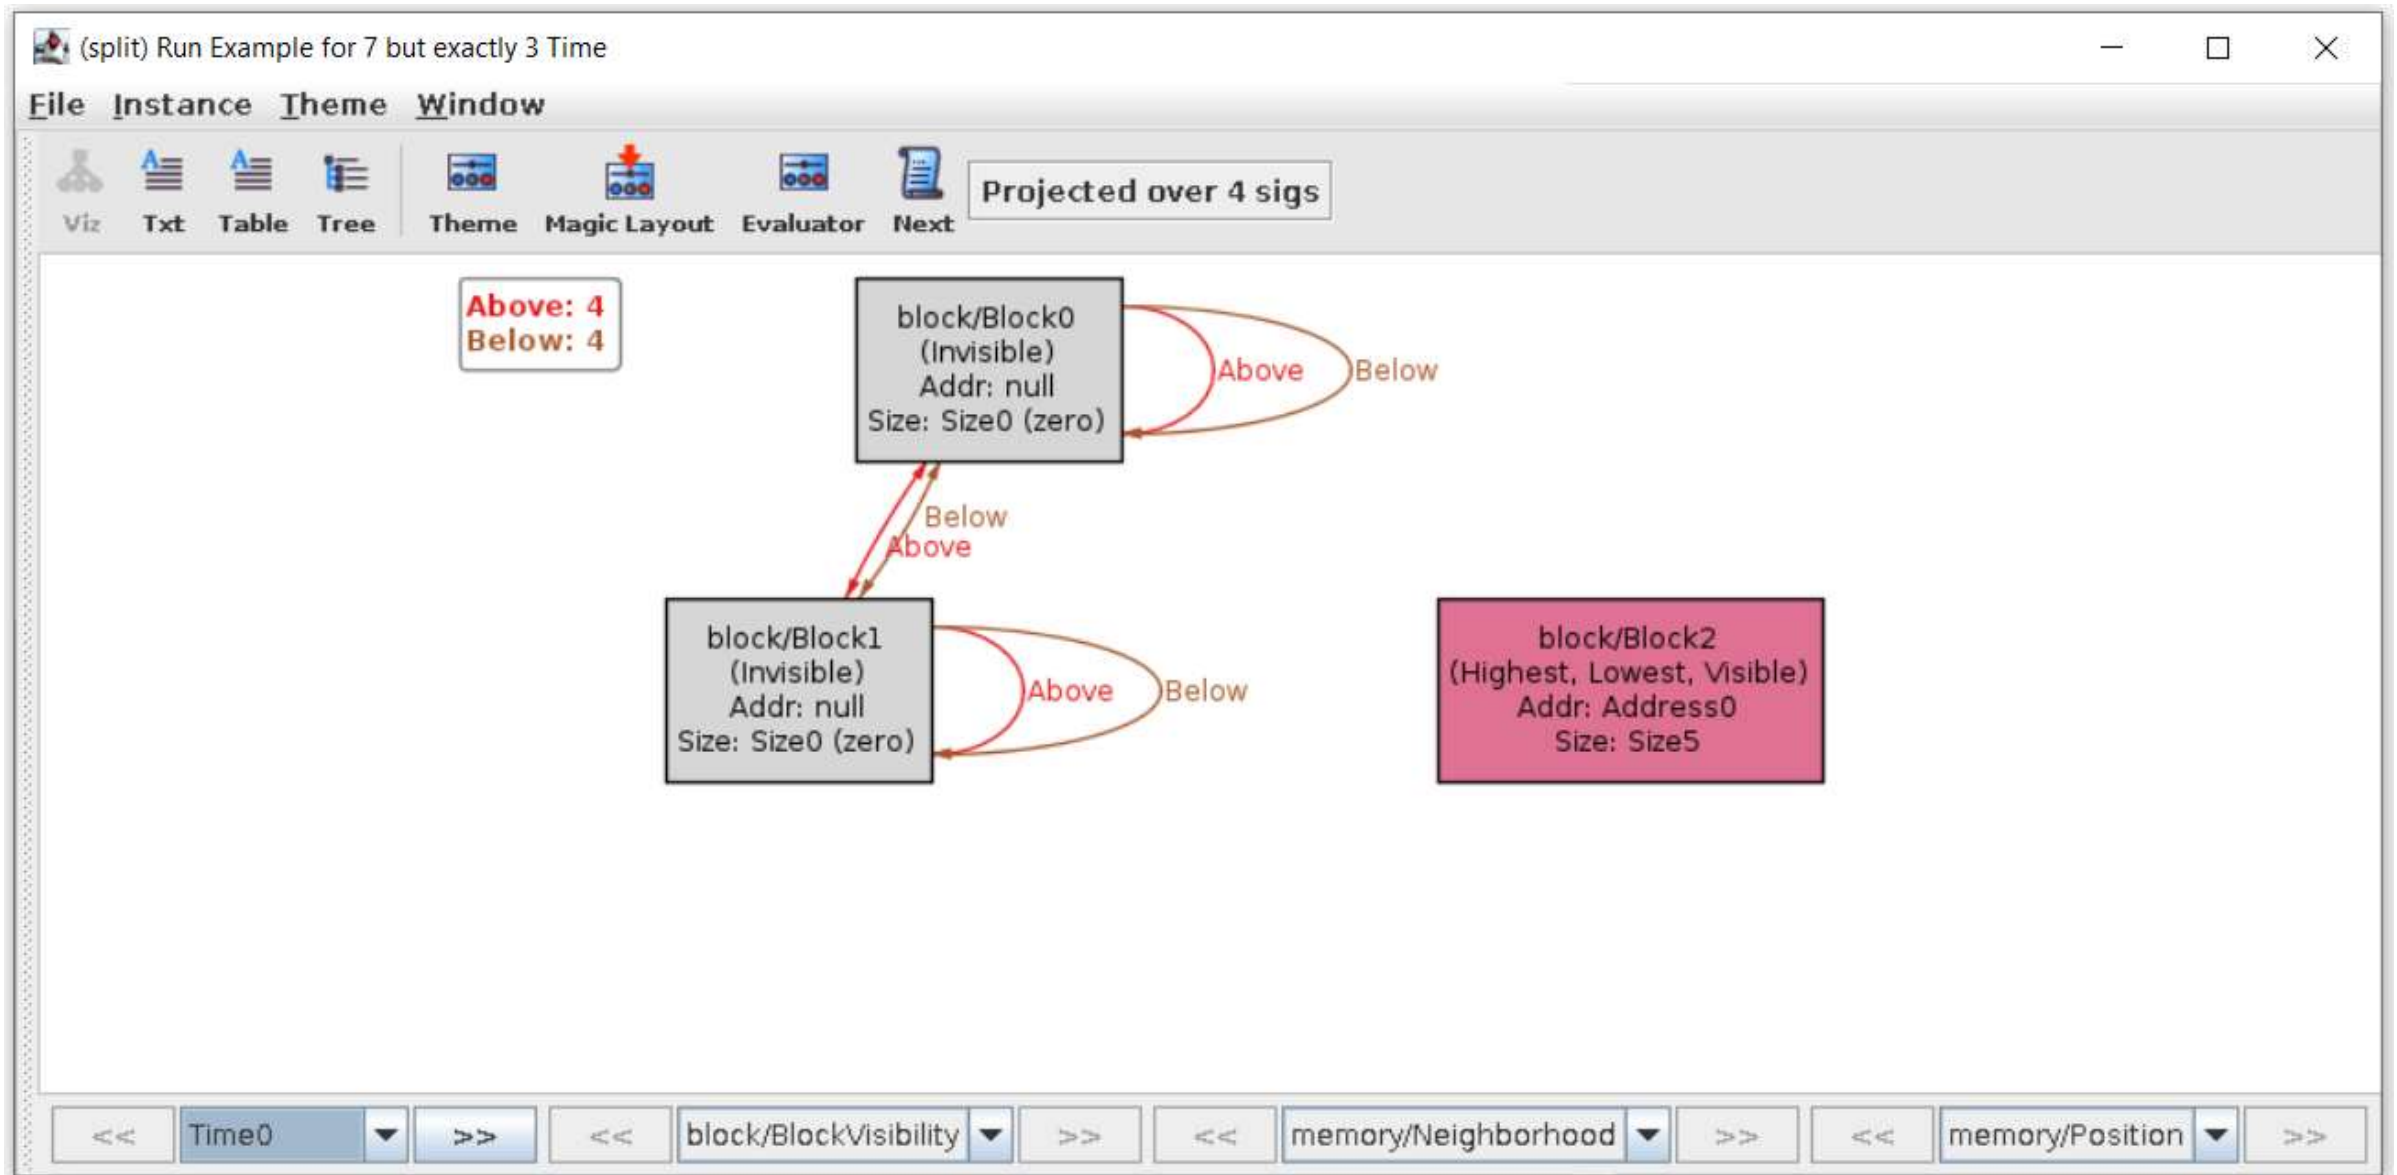 (split) Run Example for 7 but exactly 3 Time
File Instance Theme Window
Viz Txt Table Tree Theme Magic Layout Evaluator Next Projected over 4 sigs
Above: 4
Below: 4
block/Block0
(Invisible)
Addr: null
Size: Size0 (zero)
Above
Below
Below
Above
block/Block1
(Invisible)
Addr: null
Size: Size0 (zero)
Above
Below
block/Block2
(Highest, Lowest, Visible)
Addr: Address0
Size: Size5
<< Time0 >> << block/BlockVisibility >> << memory/Neighborhood >> << memory/Position >>